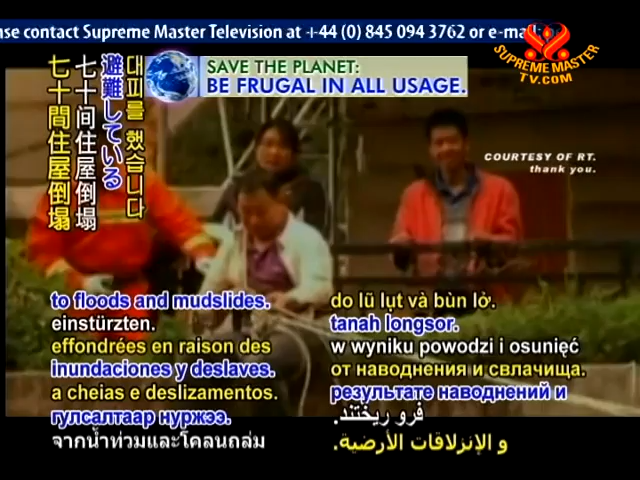 se contact Supreme Master Television at +44 (0) 845 094 3762 or e-mail:
SUPREME MASTER
TV.COM
SAVE THE PLANET:
BE FRUGAL IN ALL USAGE.
COURTESY OF RT.
thank you.
대피를 했습니다
避難している
七十间住屋倒塌
七十間住屋倒塌
to floods and mudslides.
einstürzten.
effondrées en raison des
inundaciones y deslaves.
a cheias e deslizamentos.
гулсалтаар нуржээ.
จากน้ำท่วมและโคลนถล่ม
do lũ lụt và bùn lở.
tanah longsor.
w wyniku powodzi i osunięć
от наводнения и свлачища.
результате наводнений и
فرو ریختند.
و الإنزلاقات الأرضية.